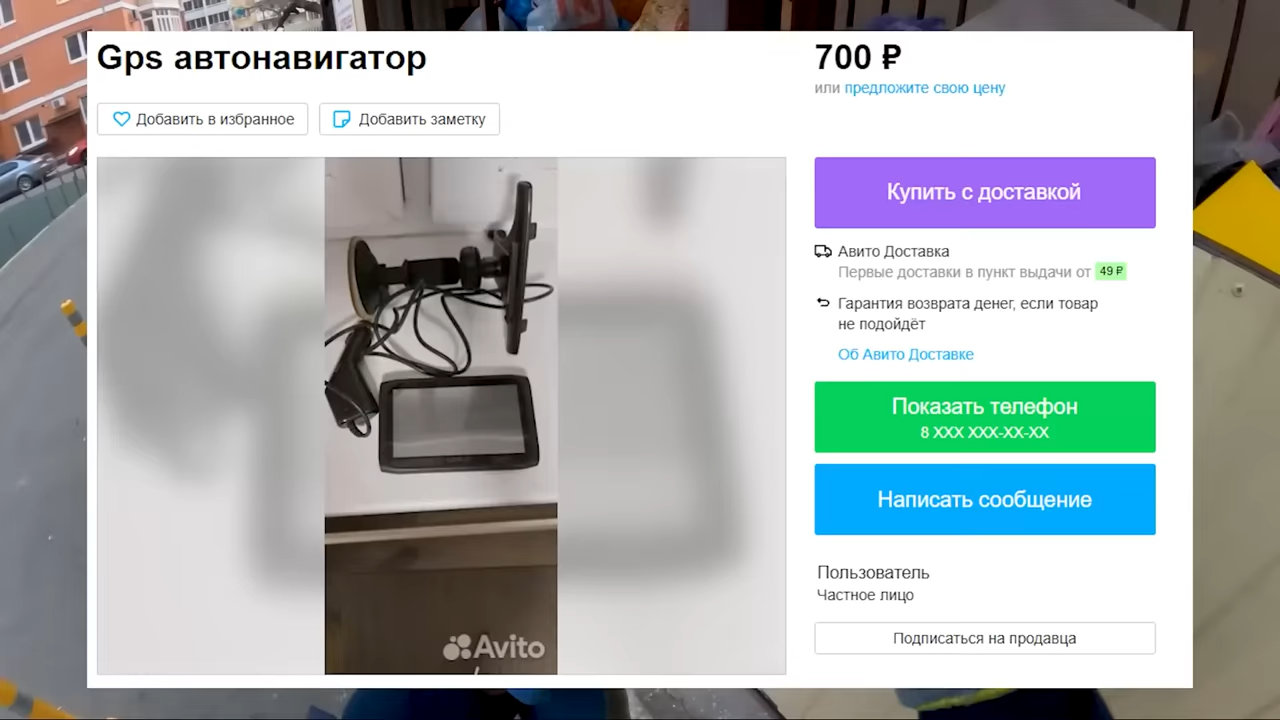 Gps автонавигатор
700 ₽
или предложите свою цену
Добавить в избранное
Добавить заметку
Купить с доставкой
Авито Доставка
Первые доставки в пункт выдачи от 49 ₽
Гарантия возврата денег, если товар
не подойдёт
Об Авито Доставке
Показать телефон
8 XXX XXX-XX-XX
Написать сообщение
Пользователь
Частное лицо
Подписаться на продавца
Avito